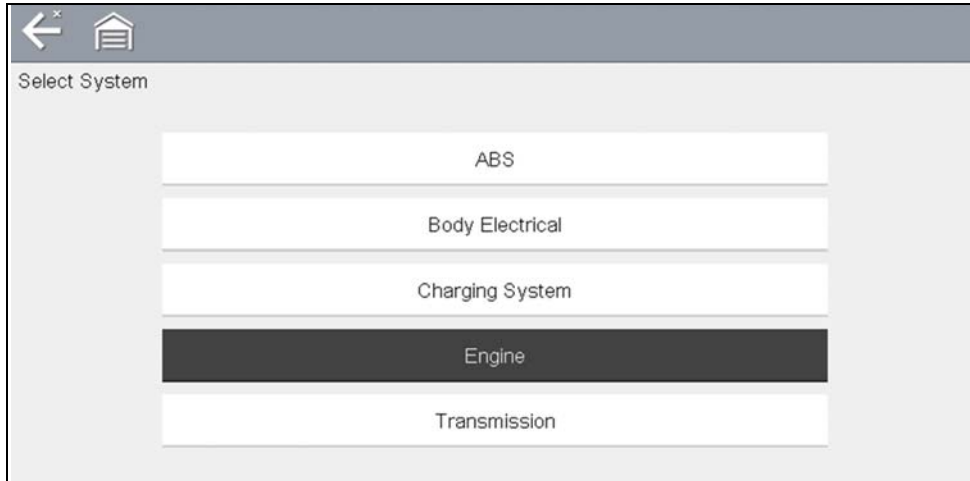 Select System
ABS
Body Electrical
Charging System
Engine
Transmission